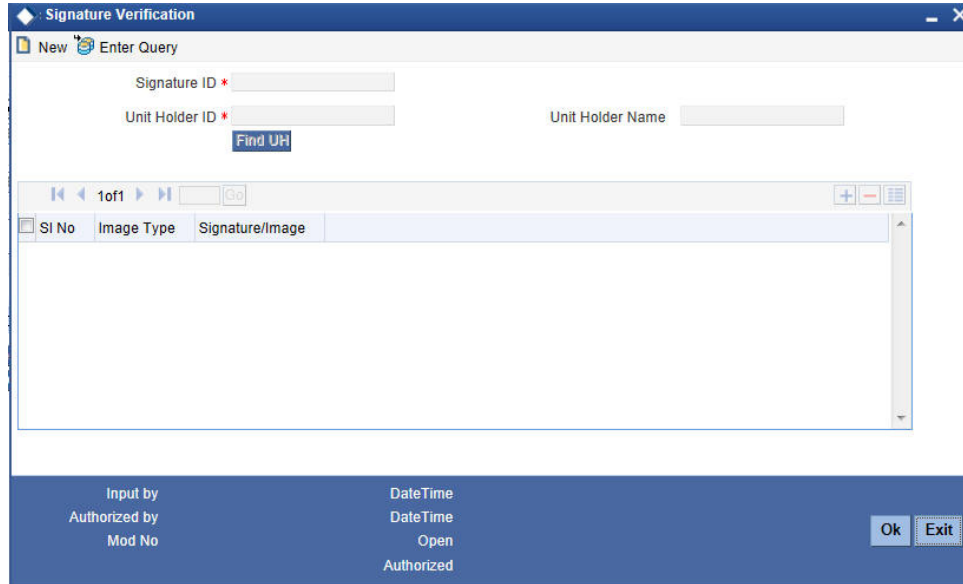 : Signature Verification
New Enter Query
Signature ID *
Unit Holder ID * Unit Holder Name
Find UH
1of1 Go
Sl No Image Type Signature/Image
Input by DateTime
Authorized by DateTime
Mod No Open
Authorized
Ok Exit